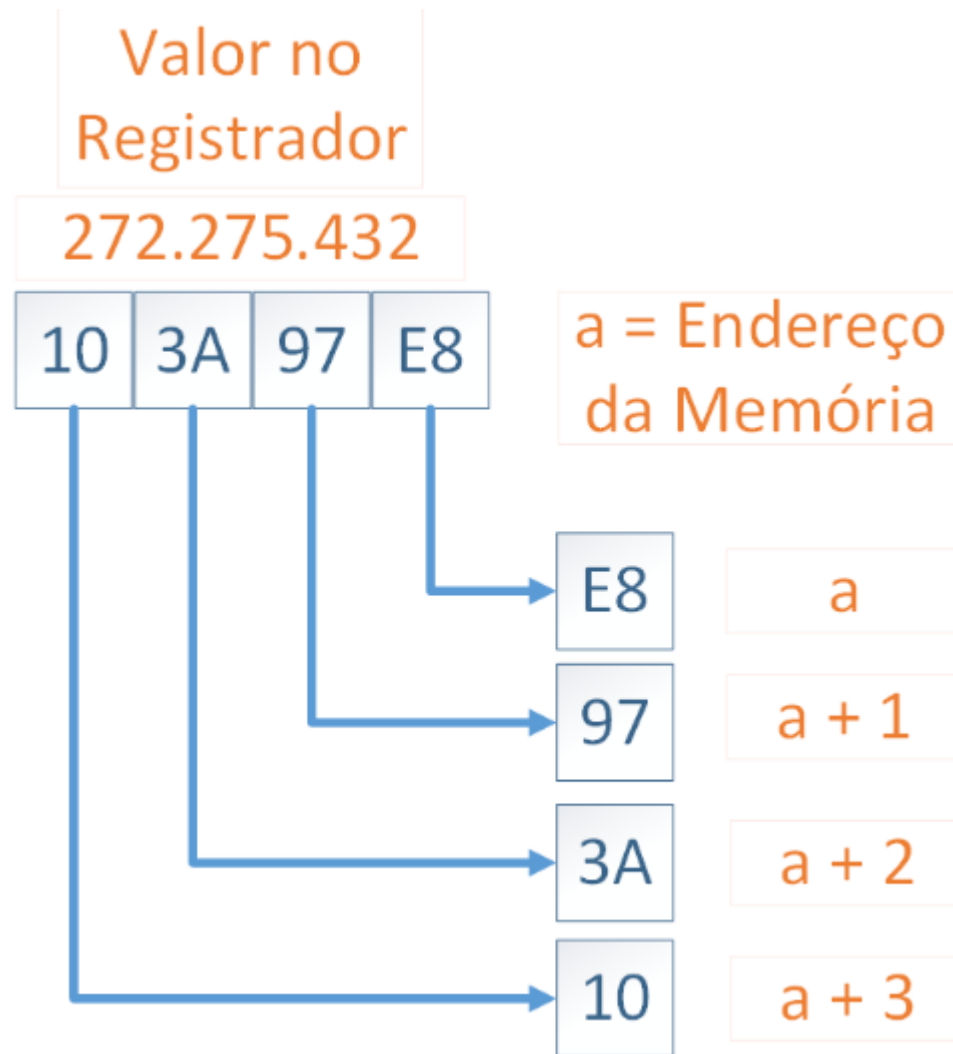 Valor no
Registrador
272.275.432
10 3A 97 E8
a = Endereço
da Memória
E8 a
97 a + 1
3A a + 2
10 a + 3